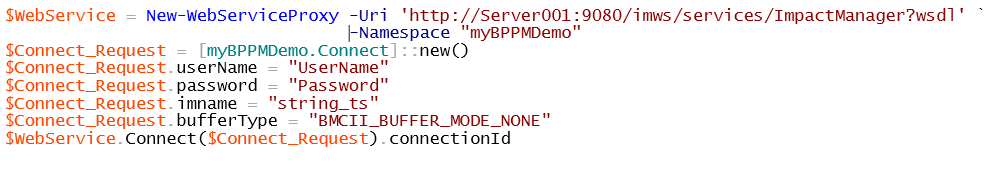 $WebService = New-WebServiceProxy -Uri 'http://Server001:9080/imws/services/ImpactManager?wsdl' `
-Namespace "myBPPMDemo"
$Connect_Request = [myBPPMDemo.Connect]::new()
$Connect_Request.userName = "UserName"
$Connect_Request.password = "Password"
$Connect_Request.imname = "string_ts"
$Connect_Request.bufferType = "BMCII_BUFFER_MODE_NONE"
$WebService.Connect($Connect_Request).connectionId